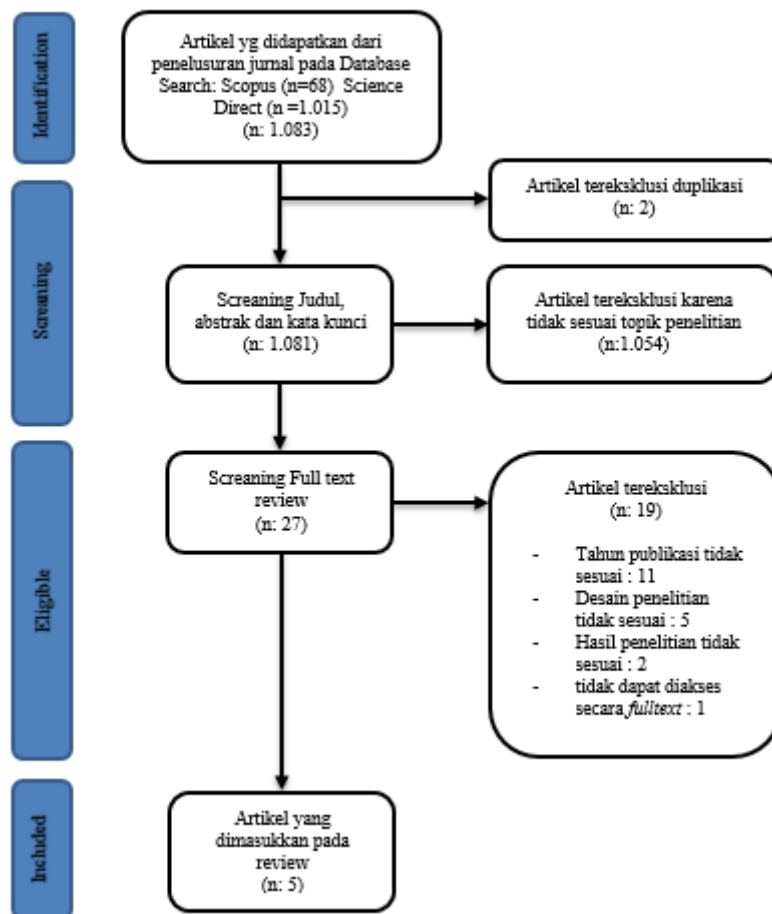 Identification
Artikel yg didapatkan dari
penelusuran jurnal pada Database
Search: Scopus (n=68) Science
Direct (n =1.015)
(n: 1.083)
Artikel tereksklusi duplikasi
(n: 2)
Screaning
Screaning Judul,
abstrak dan kata kunci
(n: 1.081)
Artikel tereksklusi karena
tidak sesuai topik penelitian
(n:1.054)
Eligible
Screaning Full text
review
(n: 27)
Artikel tereksklusi
(n: 19)
- Tahun publikasi tidak
sesuai : 11
- Desain penelitian
tidak sesuai : 5
- Hasil penelitian tidak
sesuai : 2
- tidak dapat diakses
secara fulltext : 1
Included
Artikel yang
dimasukkan pada
review
(n: 5)